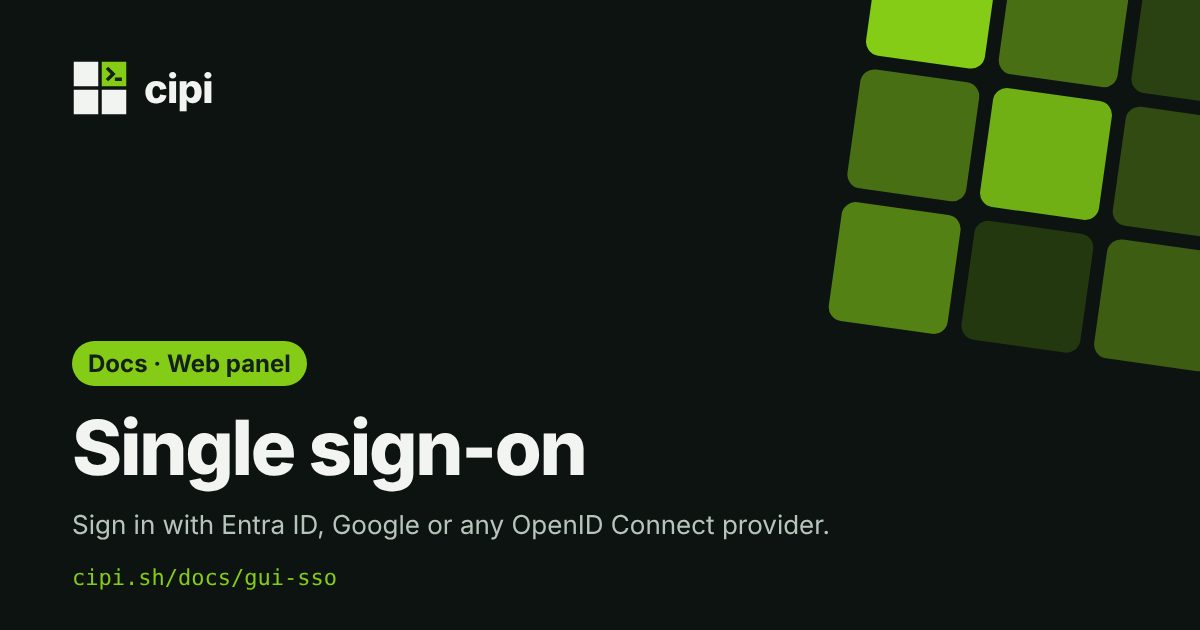 cipi
Docs · Web panel
Single sign-on
Sign in with Entra ID, Google or any OpenID Connect provider.
cipi.sh/docs/gui-sso